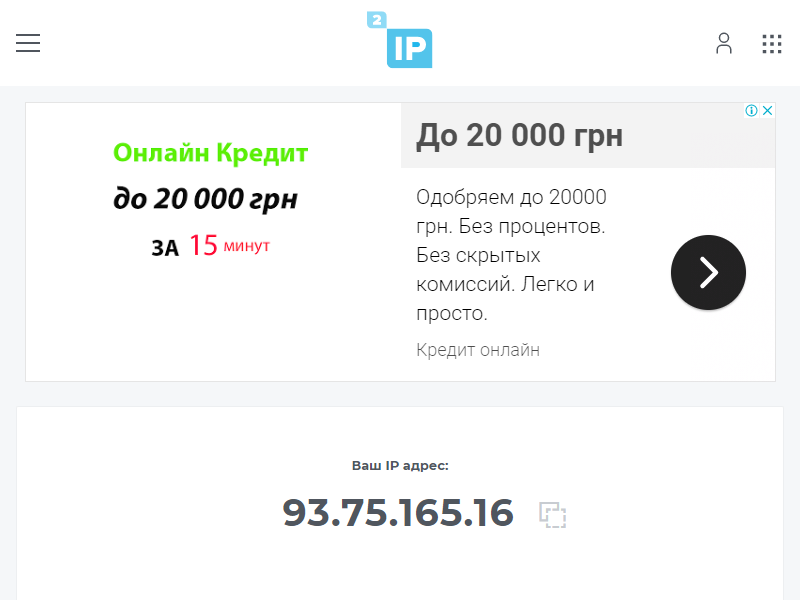 2
IP
Онлайн Кредит
до 20 000 грн
ЗА 15 минут
До 20 000 грн
Одобряем до 20000
грн. Без процентов.
Без скрытых
комиссий. Легко и
просто.
Кредит онлайн
Ваш IP адрес:
93.75.165.16